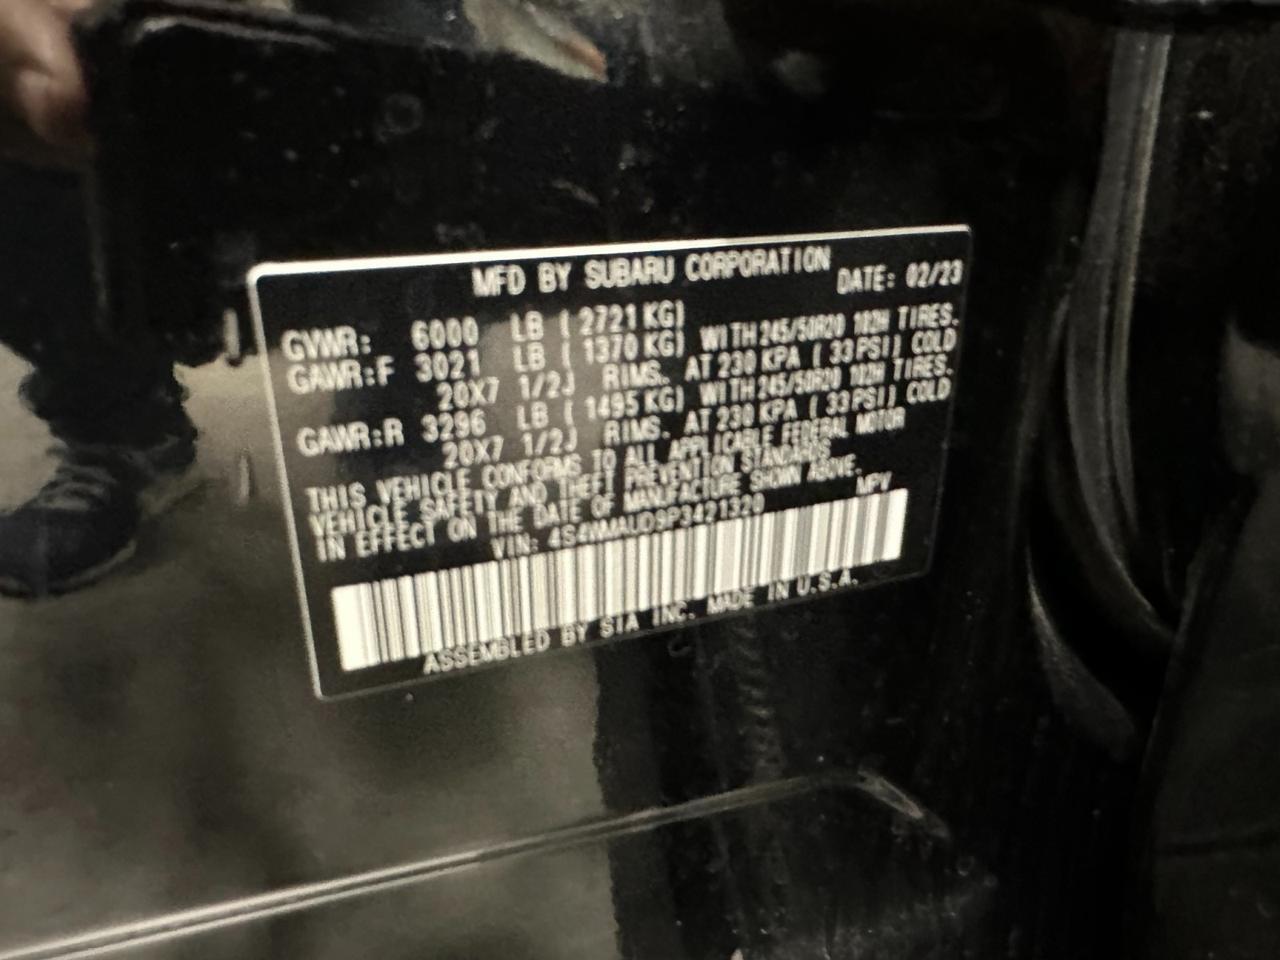 MFD BY SUBARU CORPORATION DATE: 02/23
GVWR: 6000 LB ( 2721 KG)
GAWR:F 3021 LB ( 1370 KG) WITH 245/50R20 102H TIRES.
20X7 1/2J RIMS. AT 230 KPA ( 33 PSI) COLD
GAWR:R 3296 LB ( 1495 KG) WITH 245/50R20 102H TIRES.
20X7 1/2J RIMS. AT 230 KPA ( 33 PSI) COLD
THIS VEHICLE CONFORMS TO ALL APPLICABLE FEDERAL MOTOR
VEHICLE SAFETY AND THEFT PREVENTION STANDARDS
IN EFFECT ON THE DATE OF MANUFACTURE SHOWN ABOVE.
VIN: 4S4WMAUD9P3421320 MPV
ASSEMBLED BY SIA INC. MADE IN U.S.A.